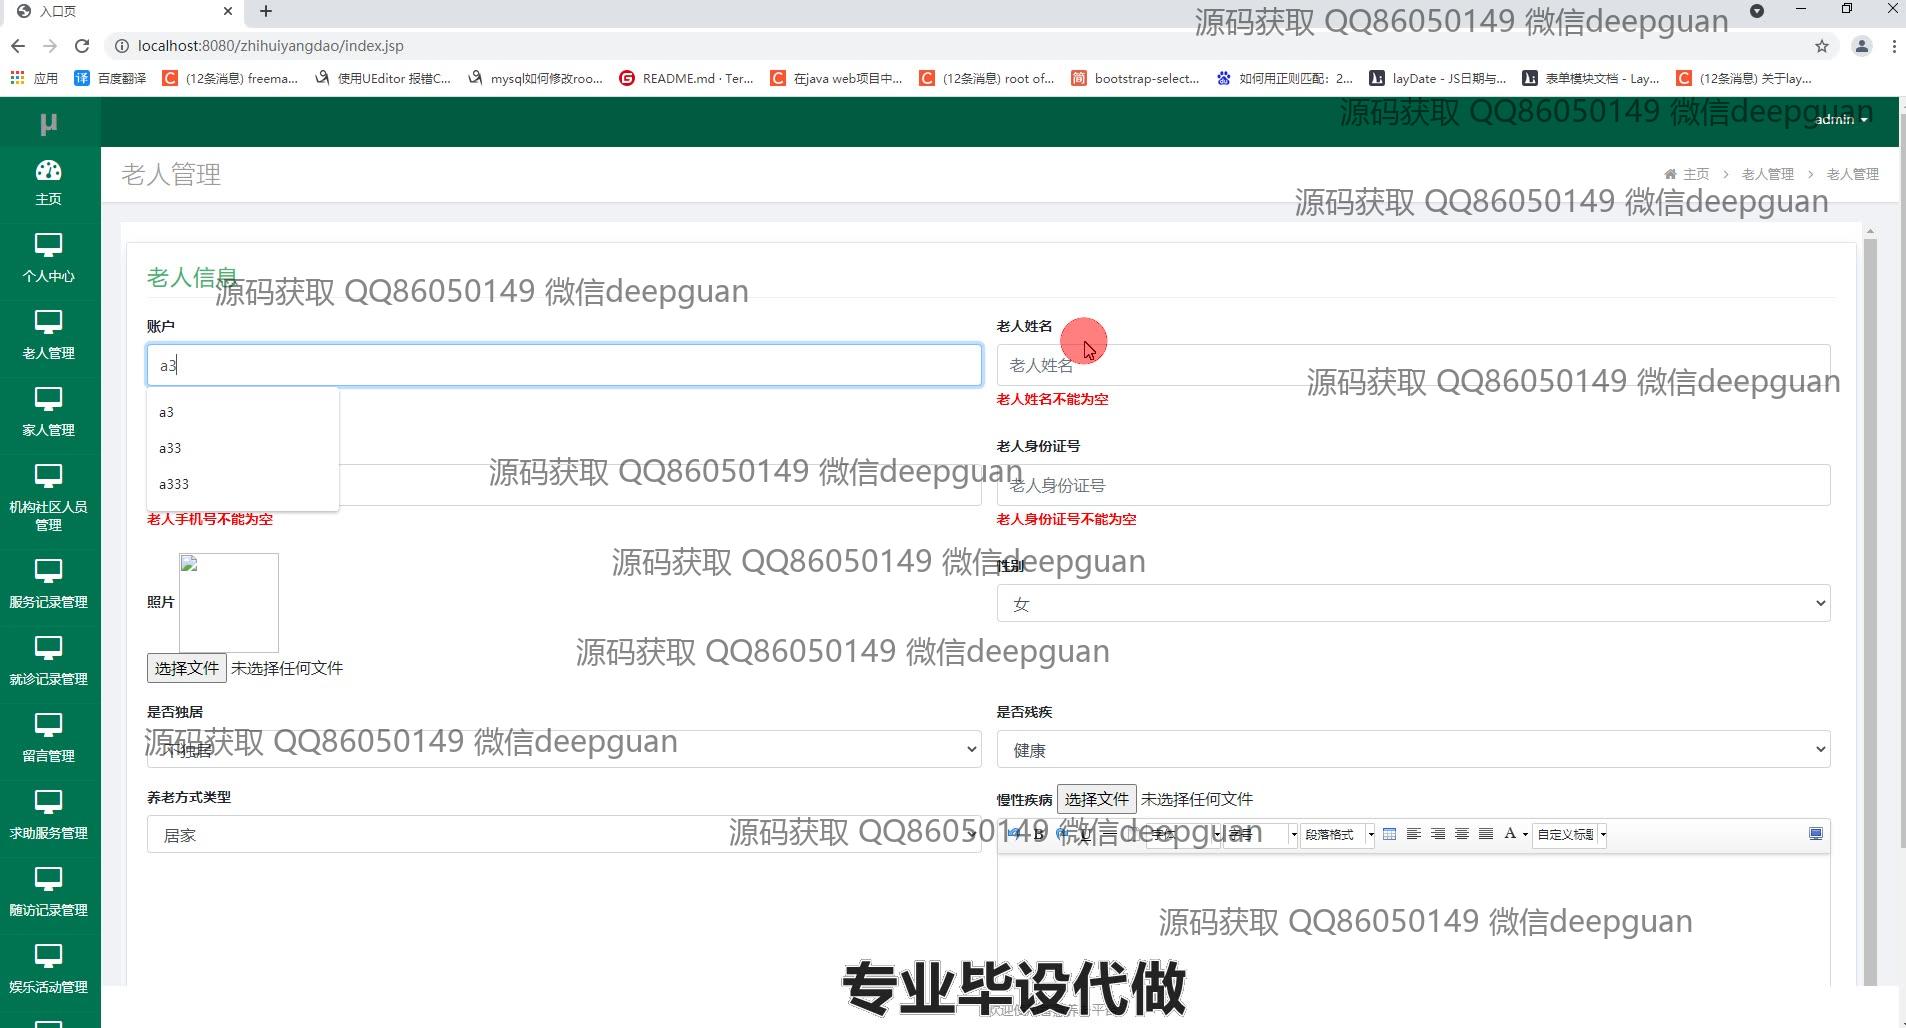 入口页
源码获取 QQ86050149 微信deepguan
localhost:8080/zhihuiyangdao/index.jsp
应用 百度翻译 (12条消息) freema... 使用UEditor 报错C... mysql如何修改roo... README.md · Ter... 在java web项目中... (12条消息) root of... bootstrap-select... 如何用正则匹配：2... layDate - JS日期与... 表单模块文档 - Lay... (12条消息) 关于lay...
μ
源码获取 QQ86050149 微信deepguan
admin
主页
老人管理
主页 > 老人管理 > 老人管理
源码获取 QQ86050149 微信deepguan
个人中心
老人信息
源码获取 QQ86050149 微信deepguan
账户
老人姓名
老人管理
a3
老人姓名
源码获取 QQ86050149 微信deepguan
老人姓名不能为空
a3
a33
a333
家人管理
老人身份证号
源码获取 QQ86050149 微信deepguan
老人身份证号
机构社区人员
管理
老人手机号不能为空
老人身份证号不能为空
源码获取 QQ86050149 微信deepguan
性别
服务记录管理
照片
女
源码获取 QQ86050149 微信deepguan
选择文件 未选择任何文件
就诊记录管理
是否独居
是否残疾
源码获取 QQ86050149 微信deepguan
不独居
健康
留言管理
养老方式类型
慢性疾病 选择文件 未选择任何文件
求助服务管理
居家
源码获取 QQ86050149 微信deepguan
B U 字体 字号 段落格式 A 自定义标题
随访记录管理
源码获取 QQ86050149 微信deepguan
娱乐活动管理
专业毕设代做